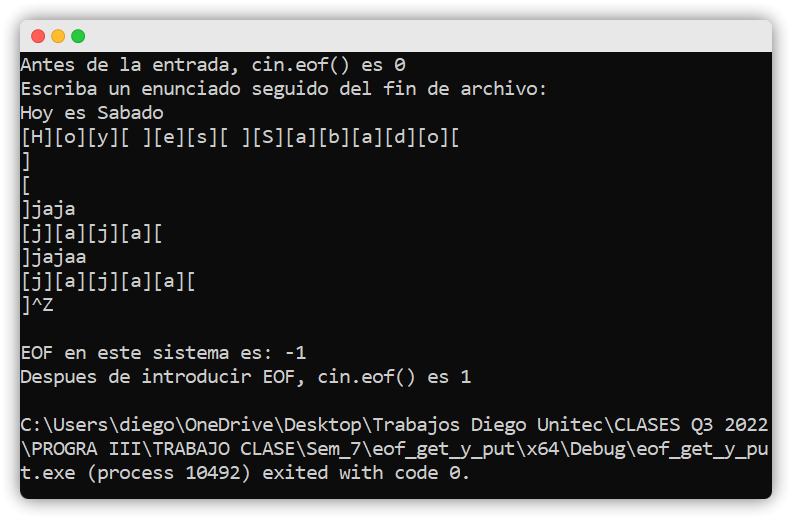 Antes de la entrada, cin.eof() es 0
Escriba un enunciado seguido del fin de archivo:
Hoy es Sabado
[H][o][y][ ][e][s][ ][S][a][b][a][d][o][
]
[
]jaja
[j][a][j][a][
]jajaa
[j][a][j][a][a][
]^Z
EOF en este sistema es: -1
Despues de introducir EOF, cin.eof() es 1
C:\Users\diego\OneDrive\Desktop\Trabajos Diego Unitec\CLASES Q3 2022
\PROGRA III\TRABAJO CLASE\Sem_7\eof_get_y_put\x64\Debug\eof_get_y_pu
t.exe (process 10492) exited with code 0.